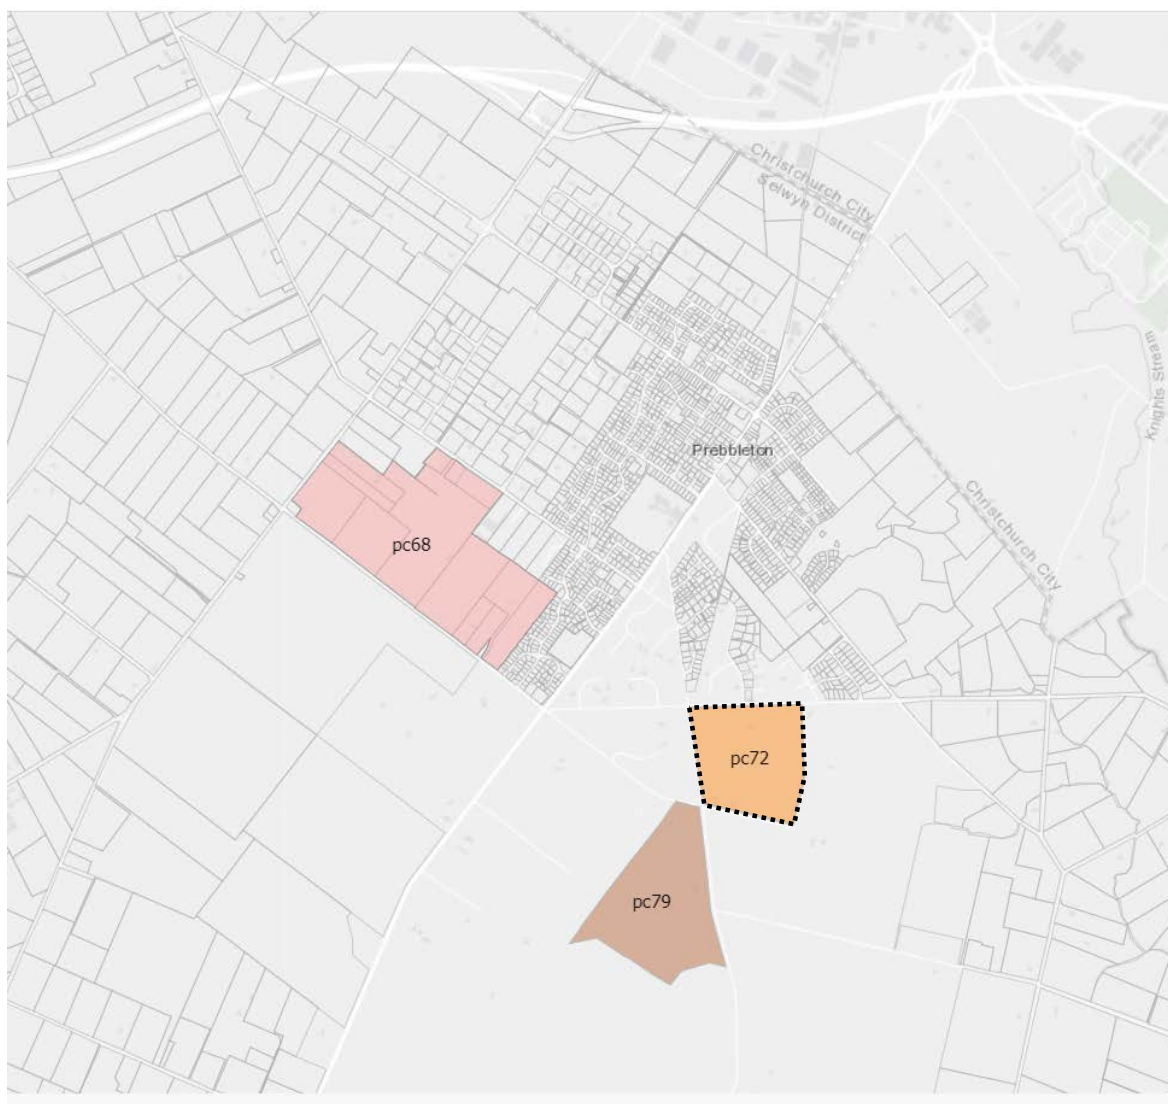 Christchurch City
Selwyn District
Knights Stream
Prebbleton
Christchurch City
pc68
pc72
pc79